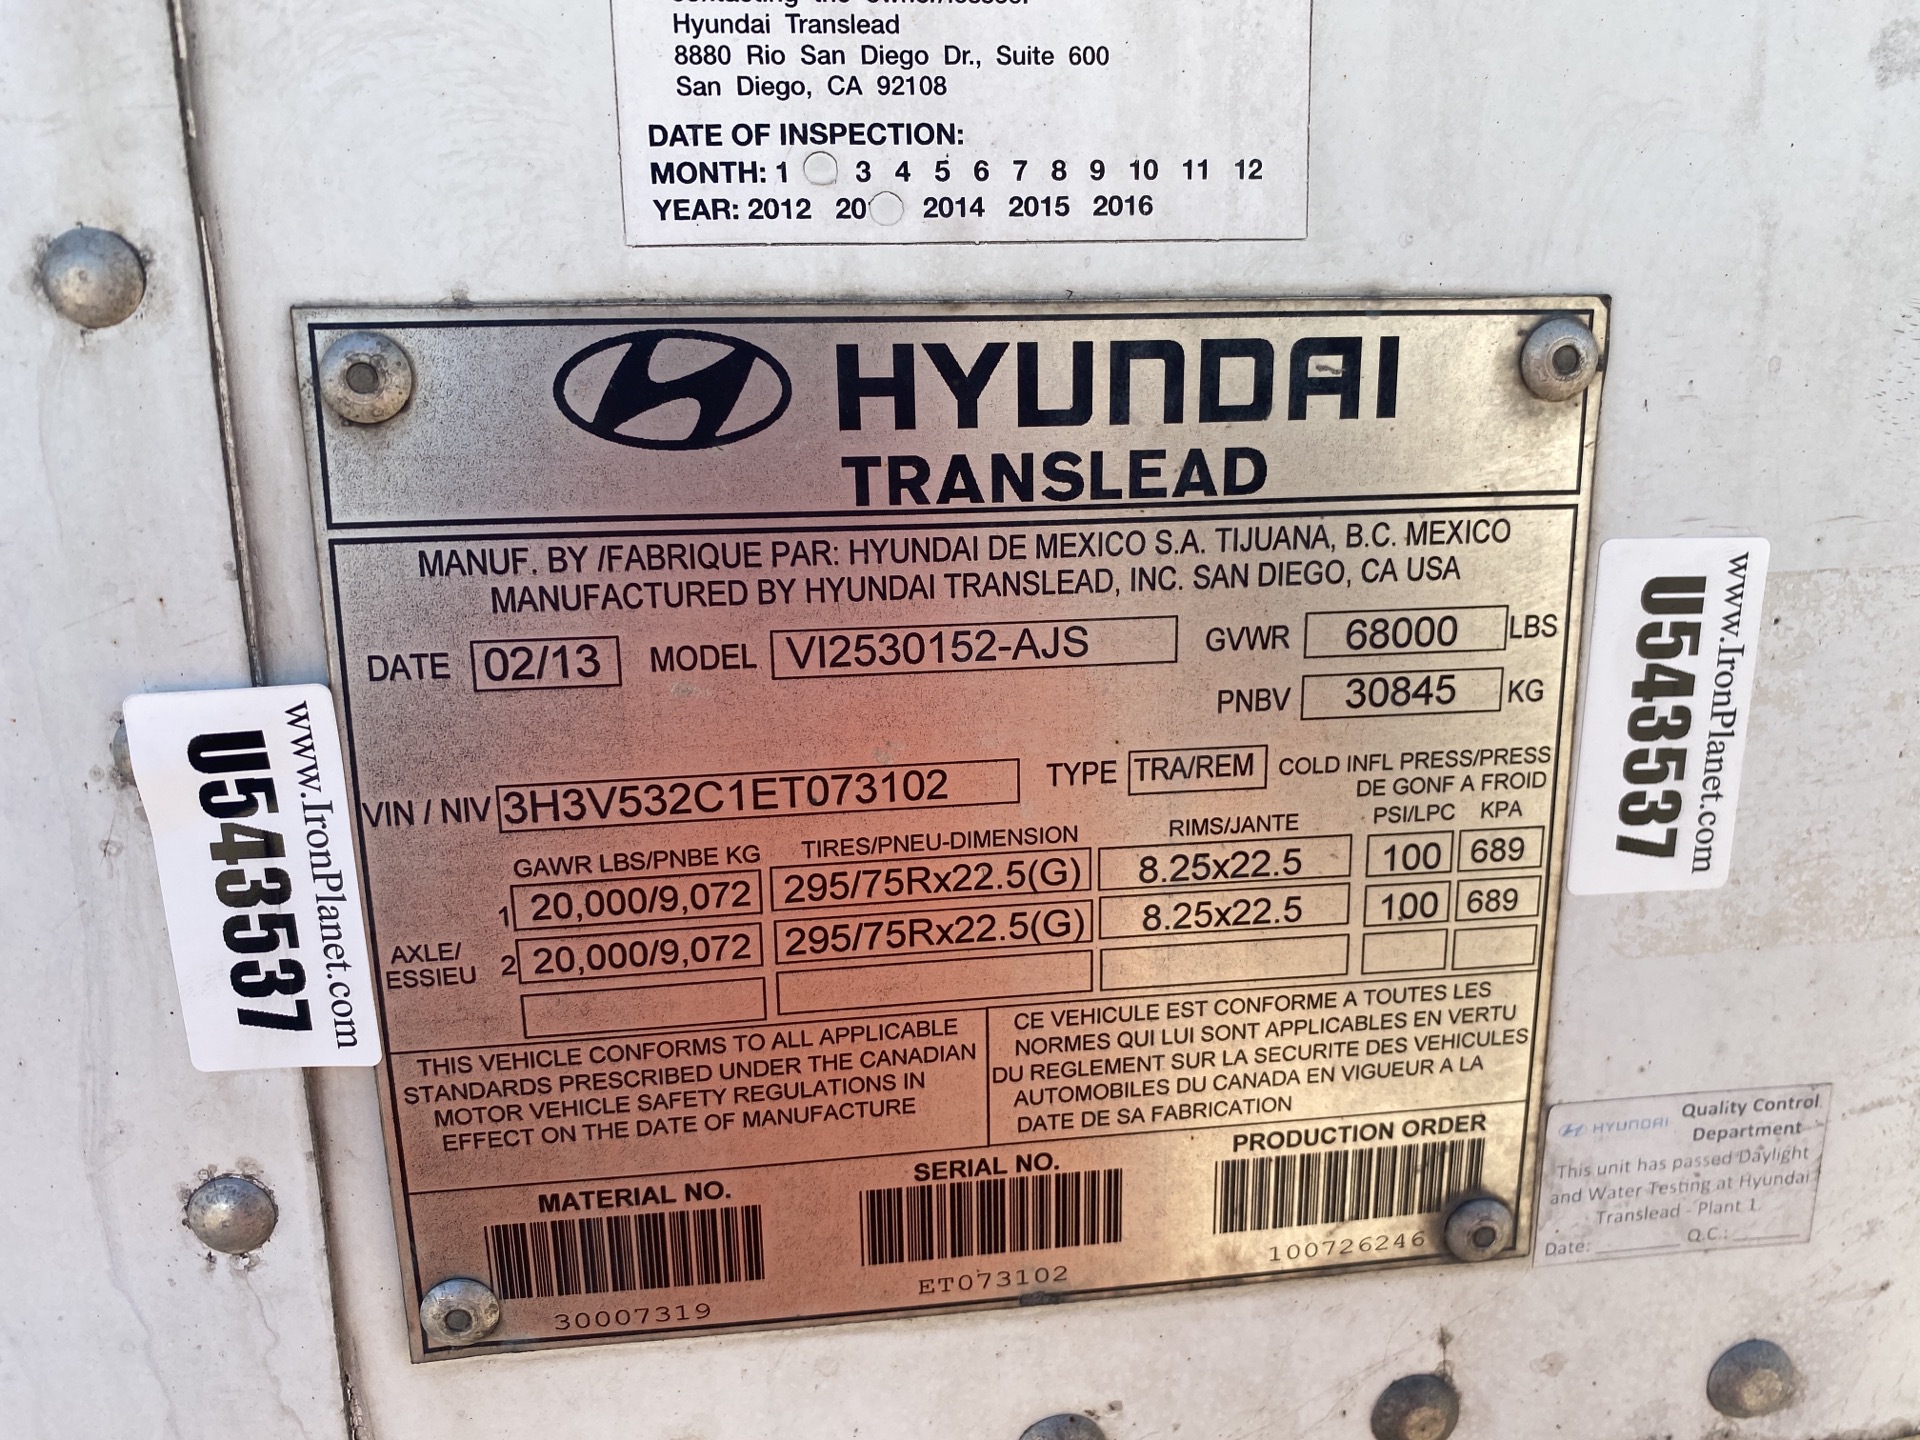 Hyundai Translead
8880 Rio San Diego Dr., Suite 600
San Diego, CA 92108
DATE OF INSPECTION:
MONTH: 1 3 4 5 6 7 8 9 10 11 12
YEAR: 2012 20 2014 2015 2016
HYUNDAI
TRANSLEAD
MANUF. BY /FABRIQUE PAR: HYUNDAI DE MEXICO S.A. TIJUANA, B.C. MEXICO
MANUFACTURED BY HYUNDAI TRANSLEAD, INC. SAN DIEGO, CA USA
DATE 02/13 MODEL VI2530152-AJS GVWR 68000 LBS
PNBV 30845 KG
VIN / NIV 3H3V532C1ET073102 TYPE TRA/REM COLD INFL PRESS/PRESS
DE GONF A FROID
GAWR LBS/PNBE KG TIRES/PNEU-DIMENSION RIMS/JANTE PSI/LPC KPA
1 20,000/9,072 295/75Rx22.5(G) 8.25x22.5 100 689
AXLE/
ESSIEU
2 20,000/9,072 295/75Rx22.5(G) 8.25x22.5 100 689
THIS VEHICLE CONFORMS TO ALL APPLICABLE
STANDARDS PRESCRIBED UNDER THE CANADIAN
MOTOR VEHICLE SAFETY REGULATIONS IN
EFFECT ON THE DATE OF MANUFACTURE
CE VEHICULE EST CONFORME A TOUTES LES
NORMES QUI LUI SONT APPLICABLES EN VERTU
DU REGLEMENT SUR LA SECURITE DES VEHICULES
AUTOMOBILES DU CANADA EN VIGUEUR A LA
DATE DE SA FABRICATION
MATERIAL NO.
30007319
SERIAL NO.
ET073102
PRODUCTION ORDER
100726246
www.IronPlanet.com
U543537
www.IronPlanet.com
U543537
HYUNDAI Quality Control
Department
This unit has passed Daylight
and Water Testing at Hyundai
Translead - Plant 1.
Date: Q.C.: